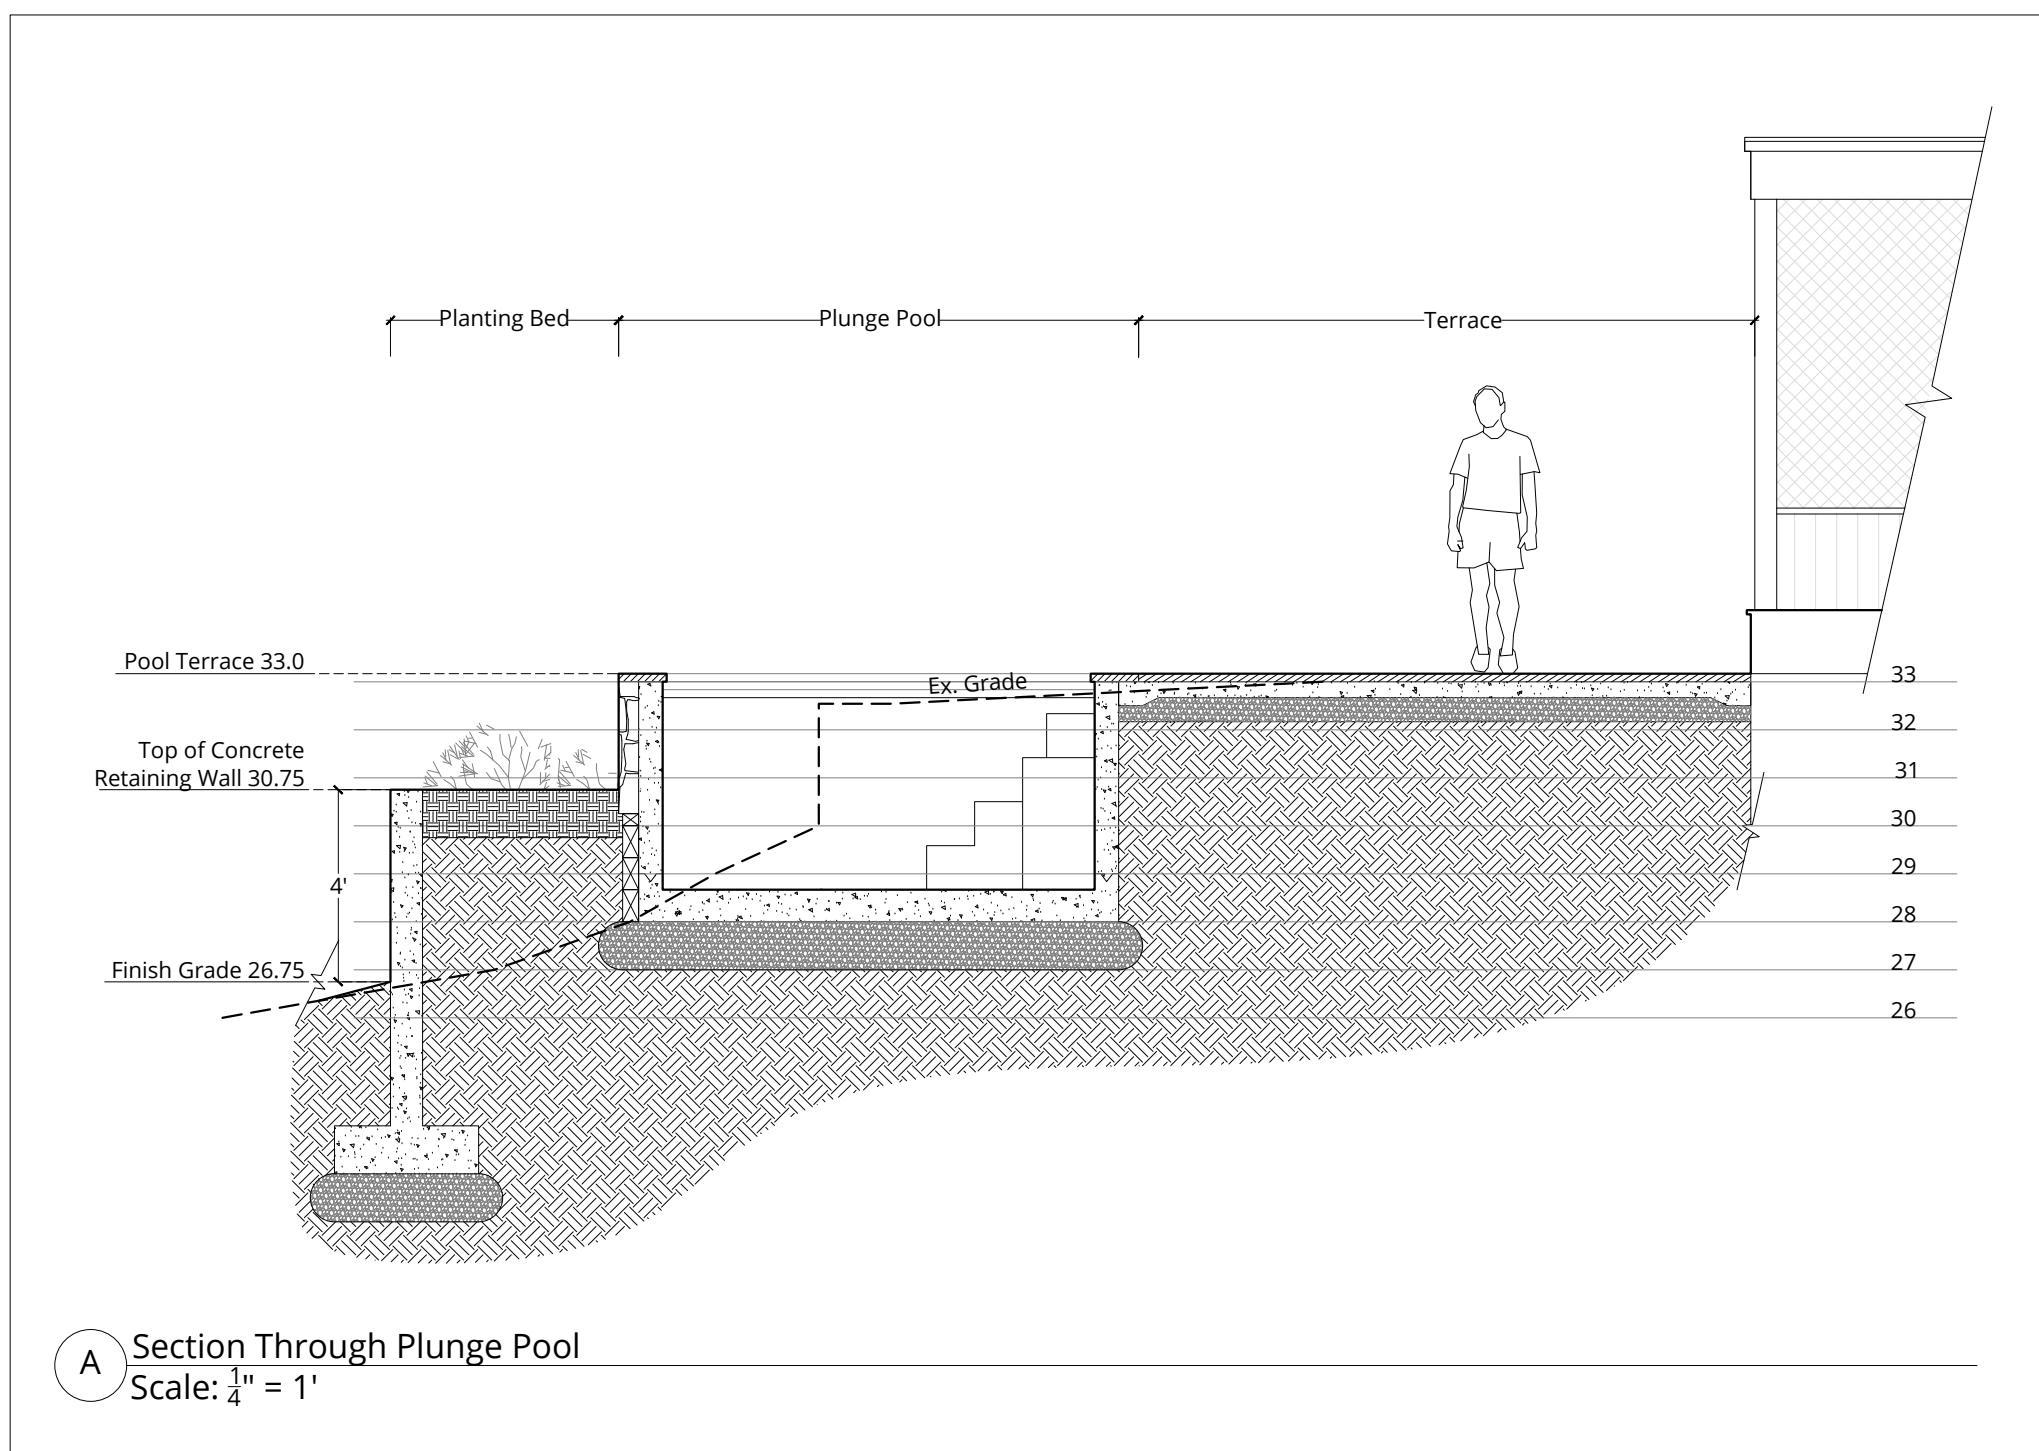 Planting Bed
Plunge Pool
Terrace
Pool Terrace 33.0
Ex. Grade
33
32
Top of Concrete
Retaining Wall 30.75
31
30
4'
29
28
Finish Grade 26.75
27
26
A
Section Through Plunge Pool
Scale: 1/4" = 1'